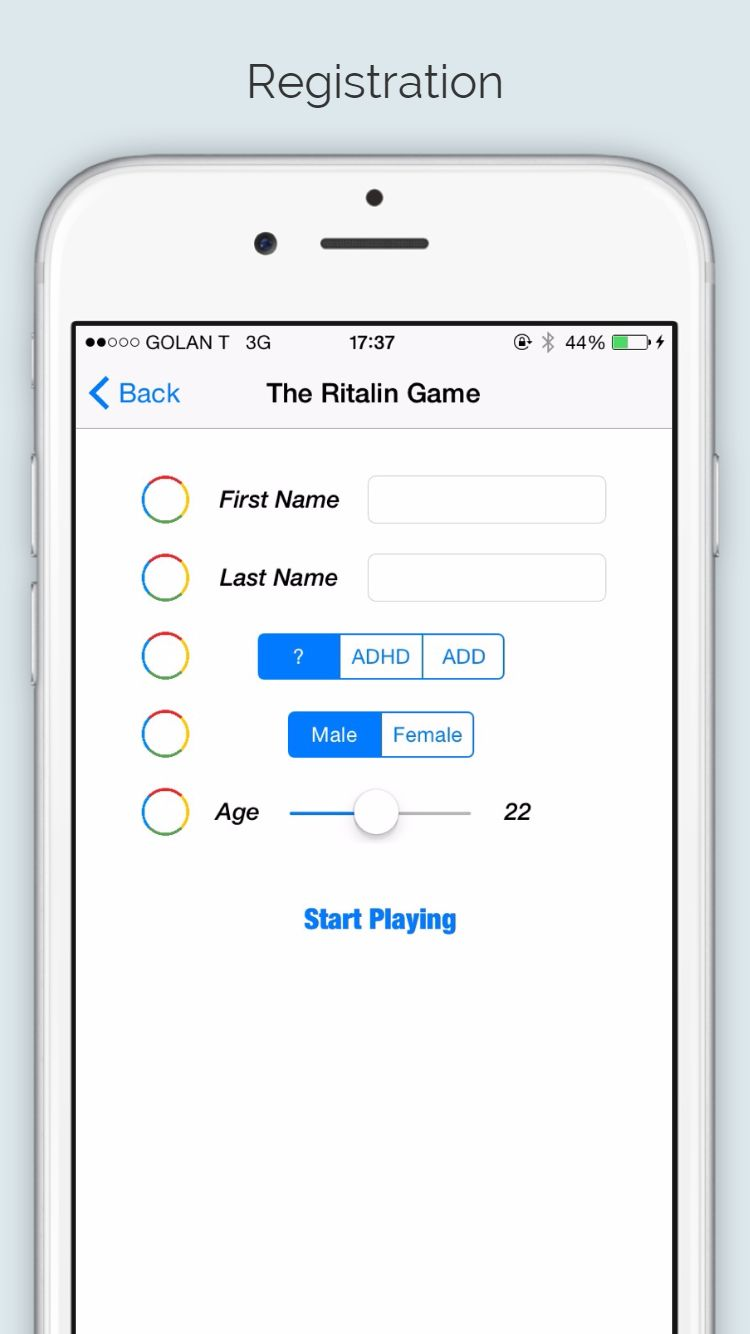 Registration
GOLAN T 3G 17:37 44%
Back The Ritalin Game
First Name
Last Name
? ADHD ADD
Male Female
Age 22
Start Playing